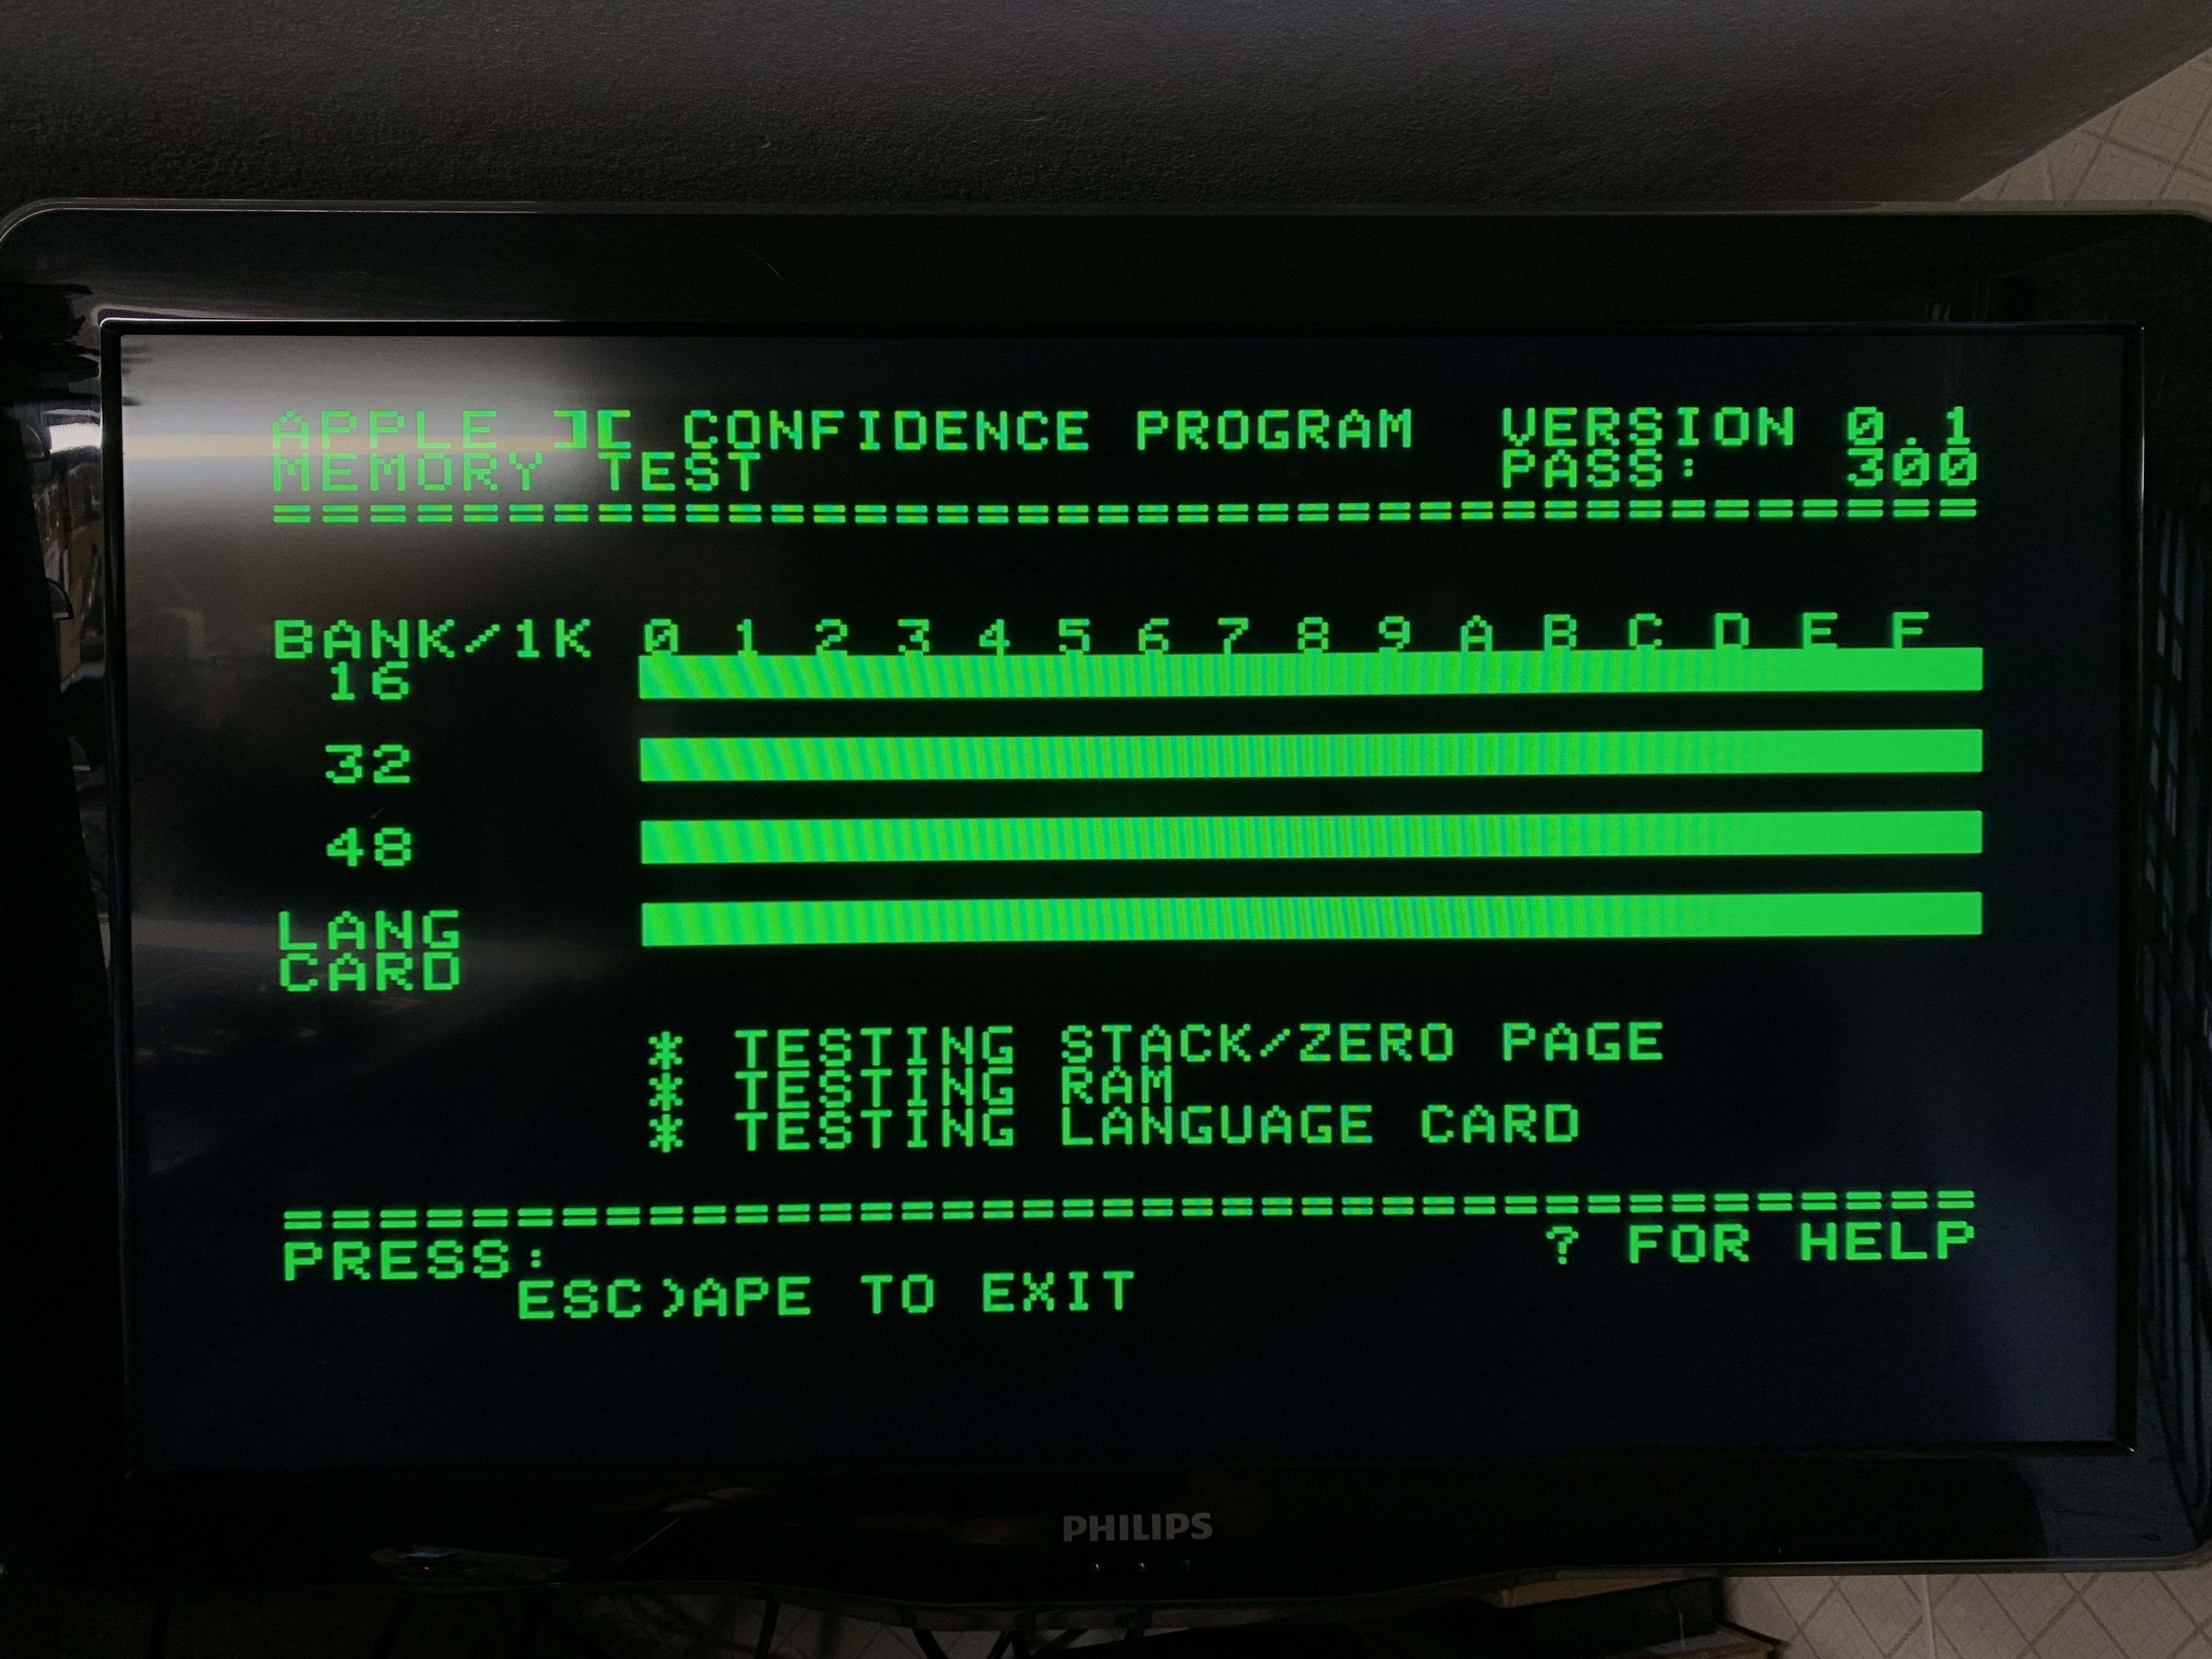 APPLE ][ CONFIDENCE PROGRAM VERSION 0.1
MEMORY TEST PASS: 300
=====================================
BANK/1K 0 1 2 3 4 5 6 7 8 9 A B C D E F
16
32
48
LANG
CARD
* TESTING STACK/ZERO PAGE
* TESTING RAM
* TESTING LANGUAGE CARD
=====================================
PRESS: ? FOR HELP
ESC)APE TO EXIT
PHILIPS